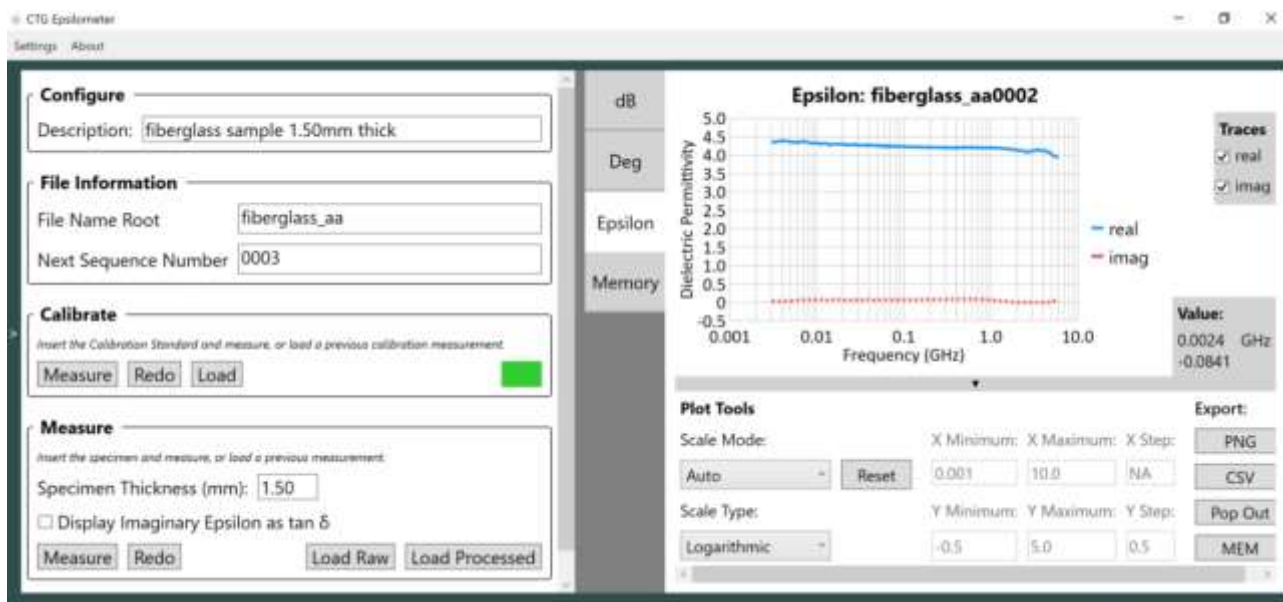 CTG Epsilometer
Settings About
Configure
Description: fiberglass sample 1.50mm thick
File Information
File Name Root fiberglass_aa
Next Sequence Number 0003
Calibrate
Insert the Calibration Standard and measure, or load a previous calibration measurement.
Measure Redo Load
Measure
Insert the specimen and measure, or load a previous measurement.
Specimen Thickness (mm): 1.50
Display Imaginary Epsilon as tan δ
Measure Redo Load Raw Load Processed
dB
Deg
Epsilon
Memory
Epsilon: fiberglass_aa0002
Dielectric Permittivity
5.0
4.5
4.0
3.5
3.0
2.5
2.0
1.5
1.0
0.5
0
-0.5
0.001 0.01 0.1 1.0 10.0
Frequency (GHz)
real
imag
Traces
real
imag
Value:
0.0024 GHz
-0.0841
Plot Tools
Scale Mode: X Minimum: X Maximum: X Step:
Auto Reset 0.001 10.0 NA
Scale Type: Y Minimum: Y Maximum: Y Step:
Logarithmic -0.5 5.0 0.5
Export:
PNG
CSV
Pop Out
MEM